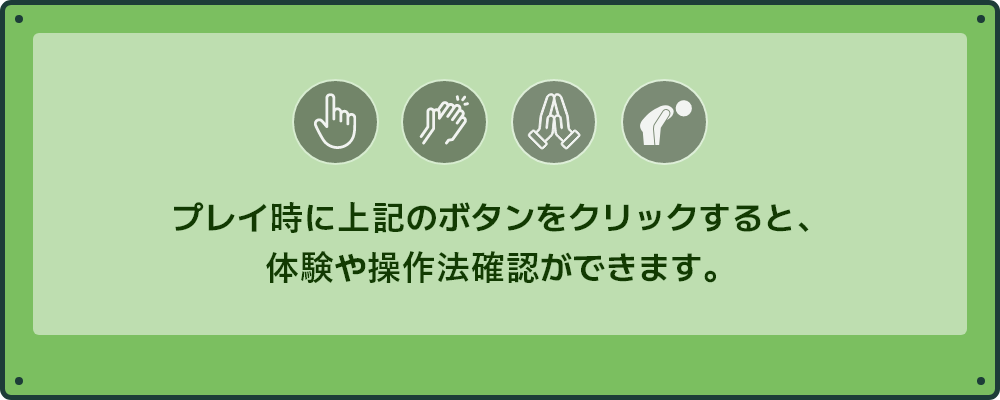 プレイ時に上記のボタンをクリックすると、
体験や操作法確認ができます。